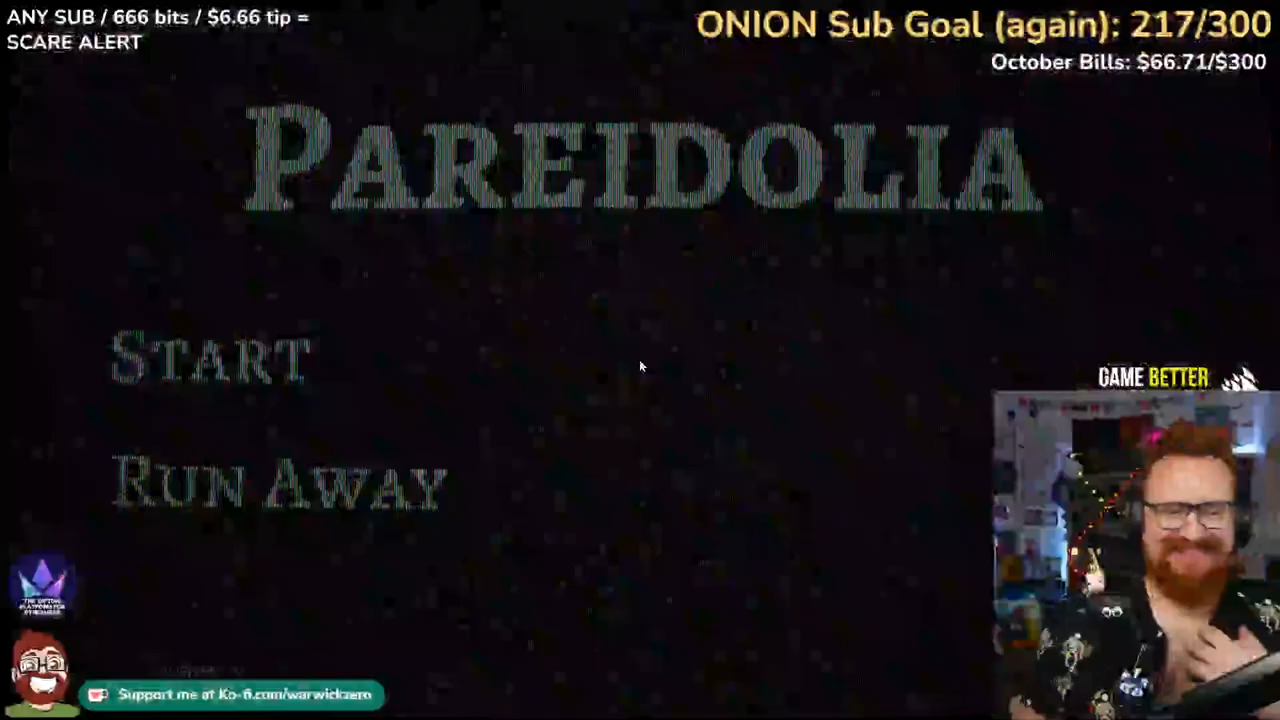 ANY SUB / 666 bits / $6.66 tip =
SCARE ALERT
ONION Sub Goal (again): 217/300
October Bills: $66.71/$300
PAREIDOLIA
START
RUN AWAY
GAME BETTER
Support me at Ko-fi.com/warwickzero